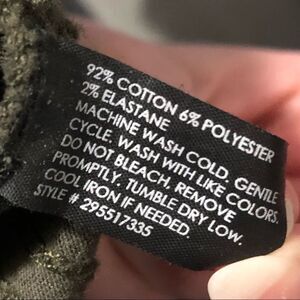 92% COTTON 6% POLYESTER
2% ELASTANE
MACHINE WASH COLD, GENTLE
CYCLE. WASH WITH LIKE COLORS.
DO NOT BLEACH, REMOVE
PROMPTLY. TUMBLE DRY LOW.
COOL IRON IF NEEDED.
STYLE # 295517335